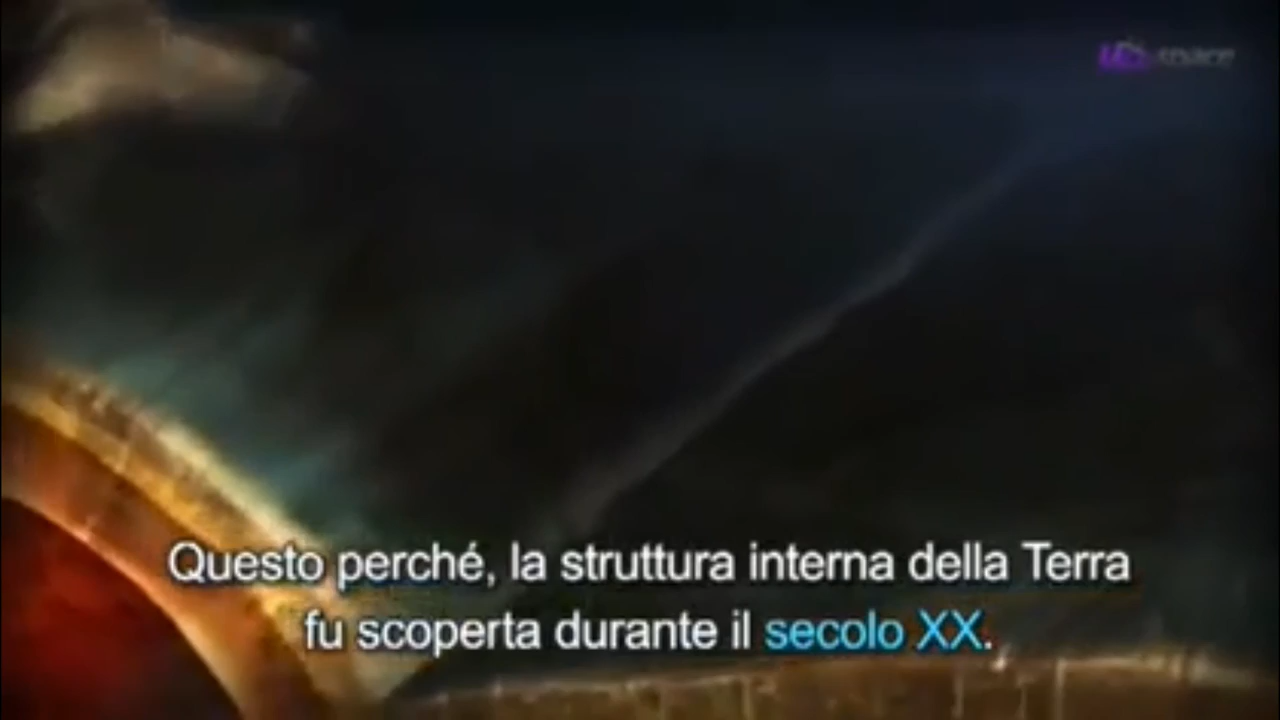 Questo perché, la struttura interna della Terra
fu scoperta durante il secolo XX.